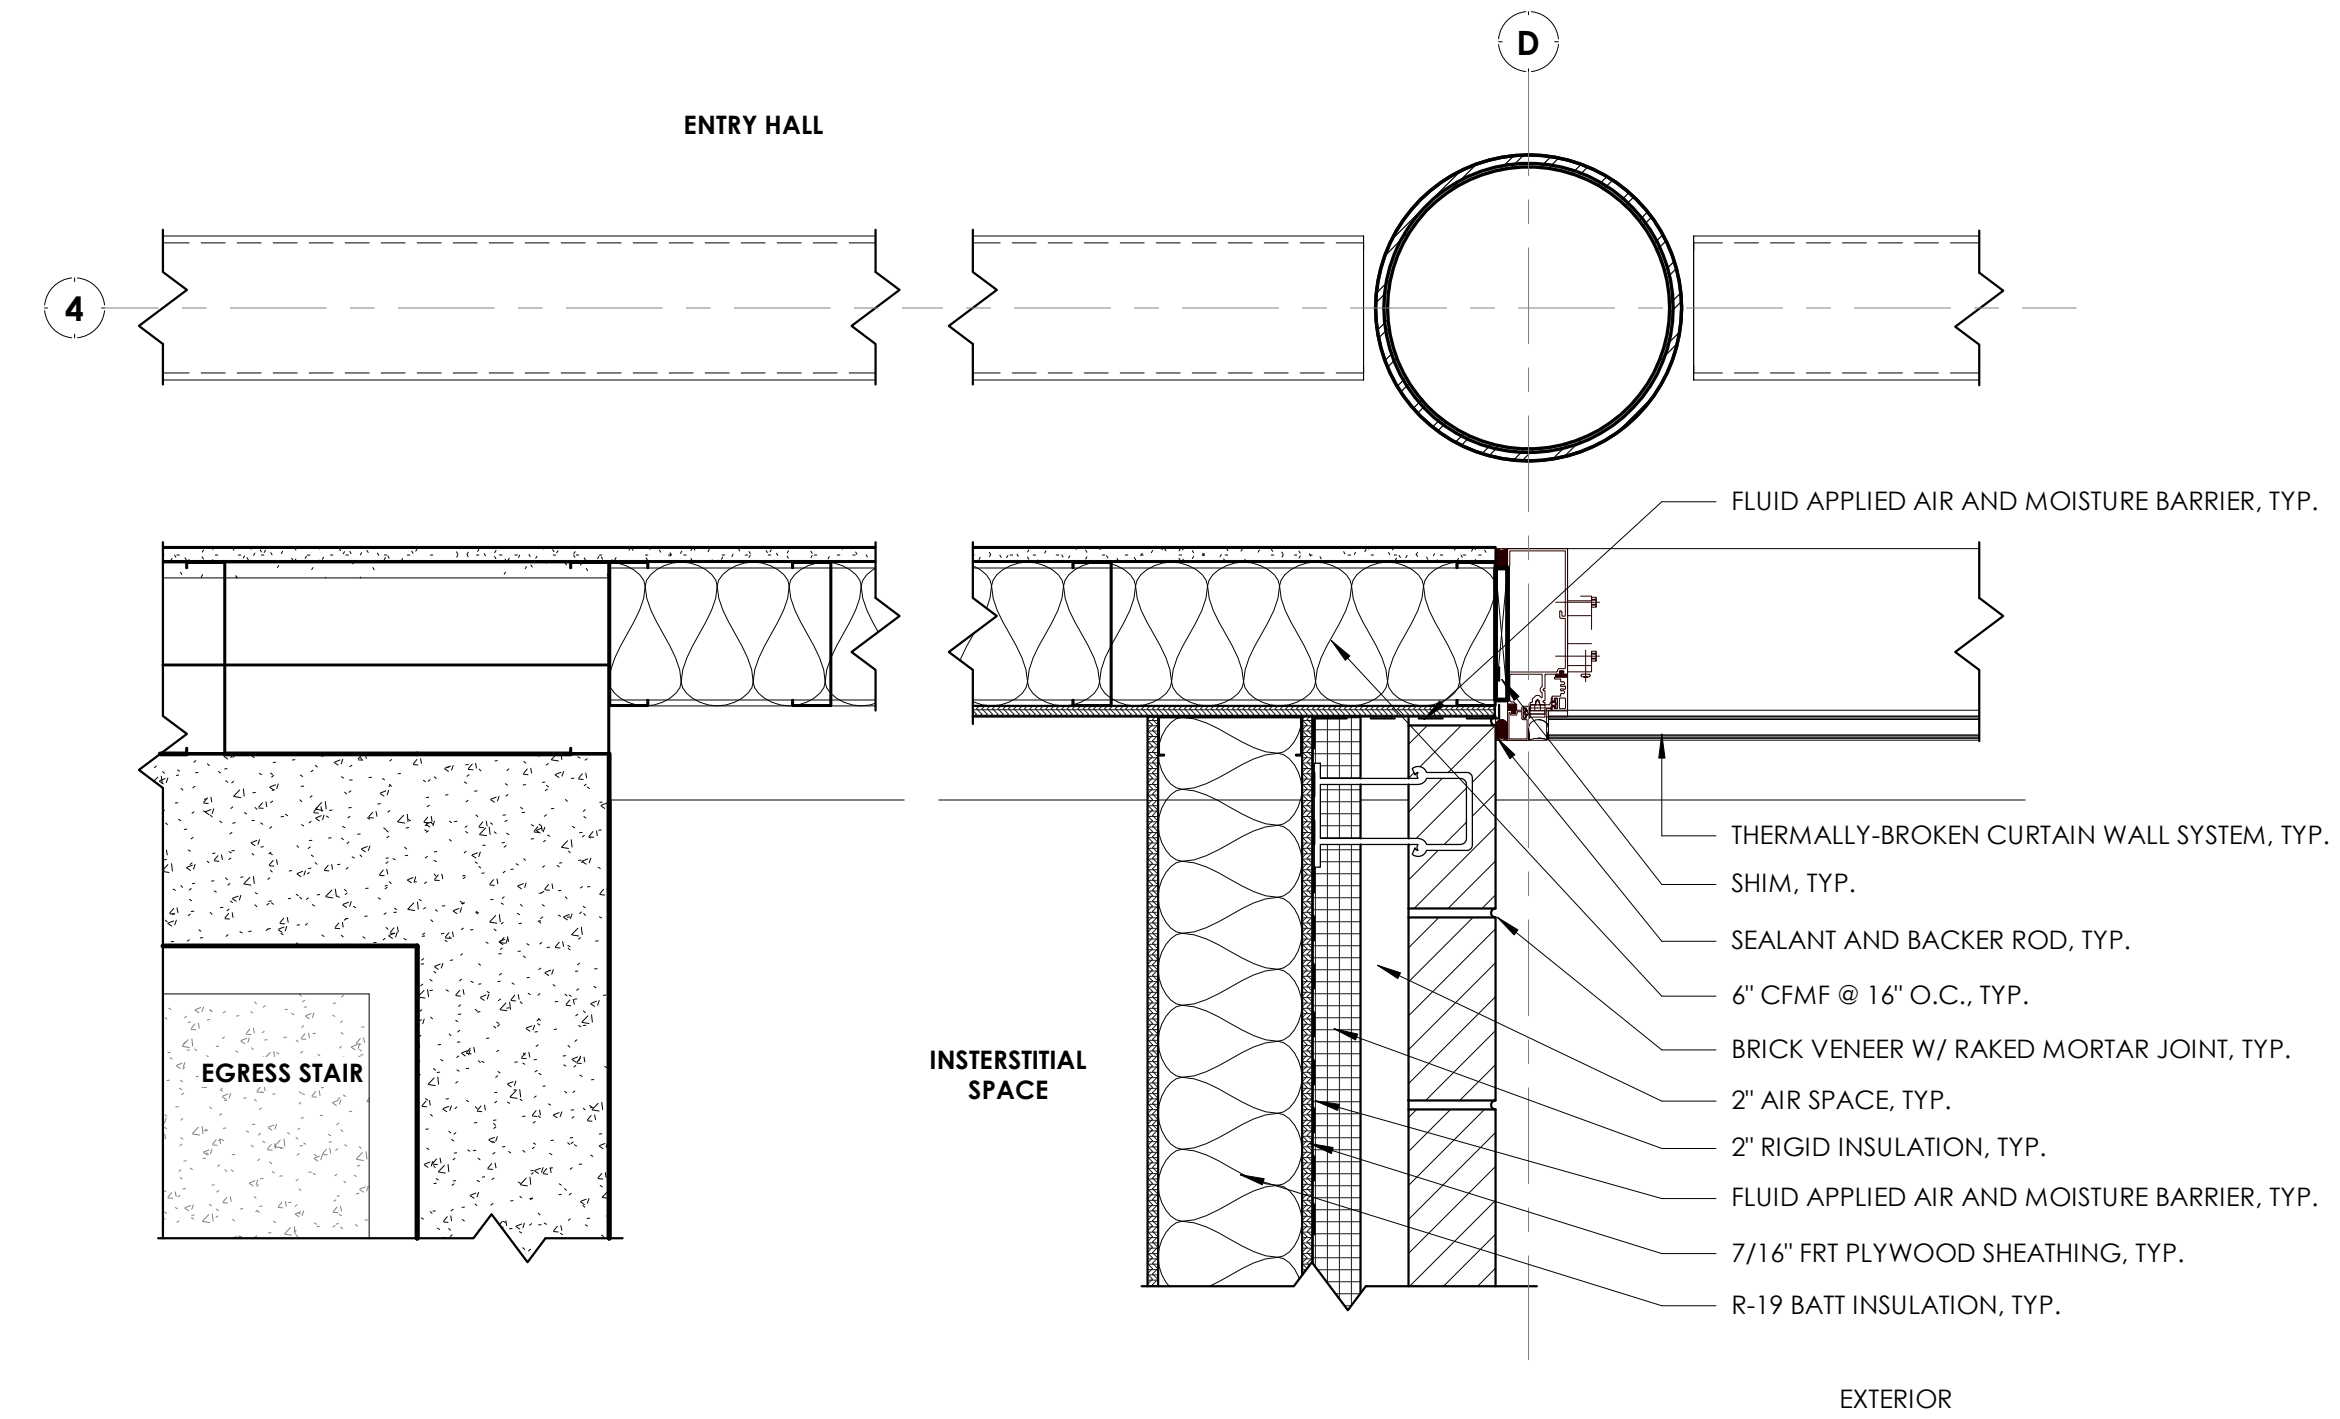 D
ENTRY HALL
4
FLUID APPLIED AIR AND MOISTURE BARRIER, TYP.
THERMALLY-BROKEN CURTAIN WALL SYSTEM, TYP.
SHIM, TYP.
SEALANT AND BACKER ROD, TYP.
6" CFMF @ 16" O.C., TYP.
BRICK VENEER W/ RAKED MORTAR JOINT, TYP.
2" AIR SPACE, TYP.
2" RIGID INSULATION, TYP.
FLUID APPLIED AIR AND MOISTURE BARRIER, TYP.
7/16" FRT PLYWOOD SHEATHING, TYP.
R-19 BATT INSULATION, TYP.
EGRESS STAIR
INSTERSTITIAL
SPACE
EXTERIOR